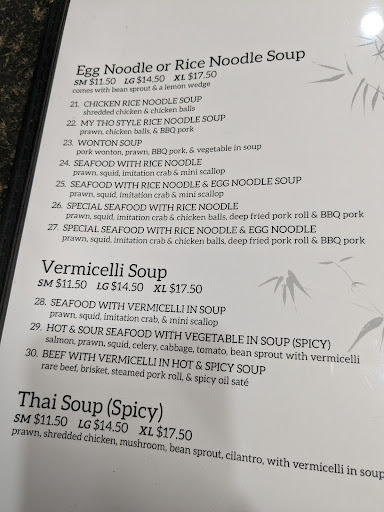 Egg Noodle or Rice Noodle Soup
SM $11.50 LG $14.50 XL $17.50
comes with bean sprout & a lemon wedge
21. CHICKEN RICE NOODLE SOUP
shredded chicken & chicken balls
22. MY THO STYLE RICE NOODLE SOUP
prawn, chicken balls, & BBQ pork
23. WONTON SOUP
pork wonton, prawn, BBQ pork, & vegetable in soup
24. SEAFOOD WITH RICE NOODLE
prawn, squid, imitation crab & mini scallop
25. SEAFOOD WITH RICE NOODLE & EGG NOODLE SOUP
prawn, squid, imitation crab & mini scallop
26. SPECIAL SEAFOOD WITH RICE NOODLE
prawn, squid, imitation crab & chicken balls, deep fried pork roll & BBQ pork
27. SPECIAL SEAFOOD WITH RICE NOODLE & EGG NOODLE
prawn, squid, imitation crab & chicken balls, deep fried pork roll & BBQ pork
Vermicelli Soup
SM $11.50 LG $14.50 XL $17.50
28. SEAFOOD WITH VERMICELLI IN SOUP
prawn, squid, imitation crab, & mini scallop
29. HOT & SOUR SEAFOOD WITH VEGETABLE IN SOUP (SPICY)
salmon, prawn, squid, celery, cabbage, tomato, bean sprout with vermicelli
30. BEEF WITH VERMICELLI IN HOT & SPICY SOUP
rare beef, brisket, steamed pork roll, & spicy oil saté
Thai Soup (Spicy)
SM $11.50 LG $14.50 XL $17.50
prawn, shredded chicken, mushroom, bean sprout, cilantro, with vermicelli in soup